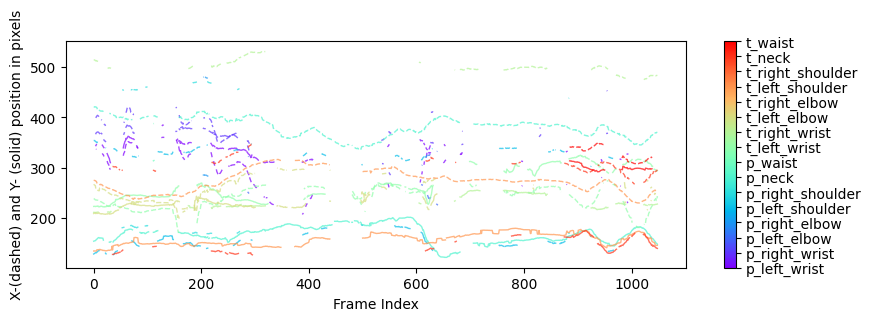 X-(dashed) and Y- (solid) position in pixels
500
400
300
200
0
200
400
600
800
1000
Frame Index
t_waist
t_neck
t_right_shoulder
t_left_shoulder
t_right_elbow
t_left_elbow
t_right_wrist
t_left_wrist
p_waist
p_neck
p_right_shoulder
p_left_shoulder
p_right_elbow
p_left_elbow
p_right_wrist
p_left_wrist